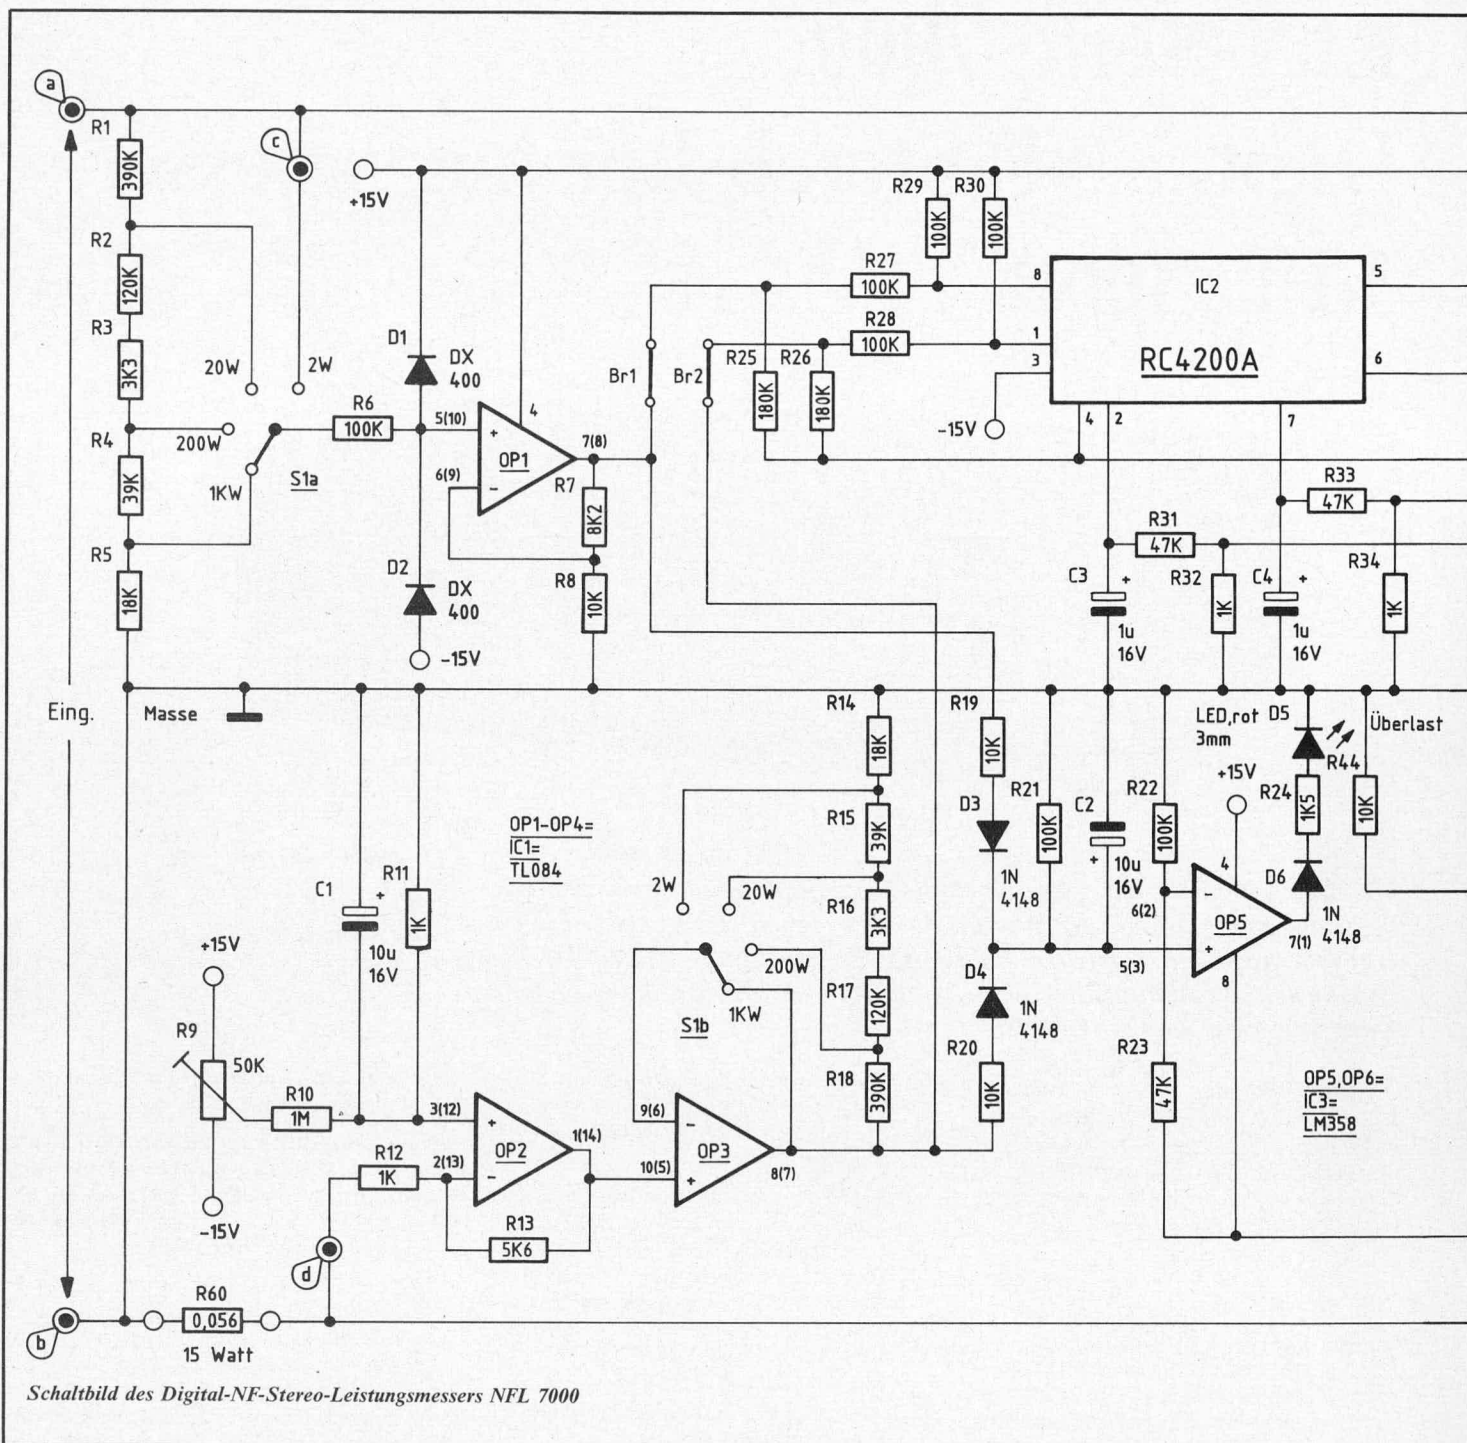 a
R1
390K
c
+15V
R29
R30
100K
100K
R2
120K
R27
100K
8
IC2
5
R3
3K3
20W
2W
D1
DX
400
R28
100K
1
3
RC4200A
6
Br1
Br2
R25
R26
180K
180K
-15V
4
2
7
R4
39K
200W
R6
100K
5(10)
+
4
OP1
7(8)
6(9)
-
R7
8K2
1KW
S1a
R33
47K
R5
18K
R31
47K
D2
DX
400
R8
10K
C3
+
1u
16V
R32
1K
C4
+
1u
16V
R34
1K
-15V
Eing.
Masse
R14
18K
R19
10K
LED,rot
3mm
D5
Überlast
R44
10K
+15V
R24
1K5
OP1-OP4=
IC1=
TL084
R15
39K
D3
1N
4148
R21
100K
C2
+
10u
16V
R22
100K
C1
+
10u
16V
R11
1K
2W
20W
R16
3K3
4
6(2)
-
OP5
+
5(3)
7(1)
8
D6
1N
4148
+15V
200W
1KW
S1b
R17
120K
D4
1N
4148
R9
50K
R18
390K
R20
10K
R23
47K
OP5,OP6=
IC3=
LM358
R10
1M
3(12)
+
OP2
1(14)
9(6)
-
OP3
8(7)
R12
1K
2(13)
-
10(5)
+
-15V
R13
5K6
d
R60
0,056
15 Watt
b
Schaltbild des Digital-NF-Stereo-Leistungsmessers NFL 7000